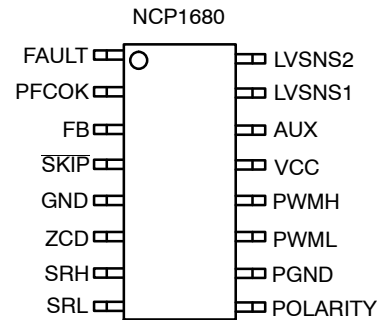 NCP1680
FAULT
PFCOK
FB
SKIP
GND
ZCD
SRH
SRL
LVSNS2
LVSNS1
AUX
VCC
PWMH
PWML
PGND
POLARITY